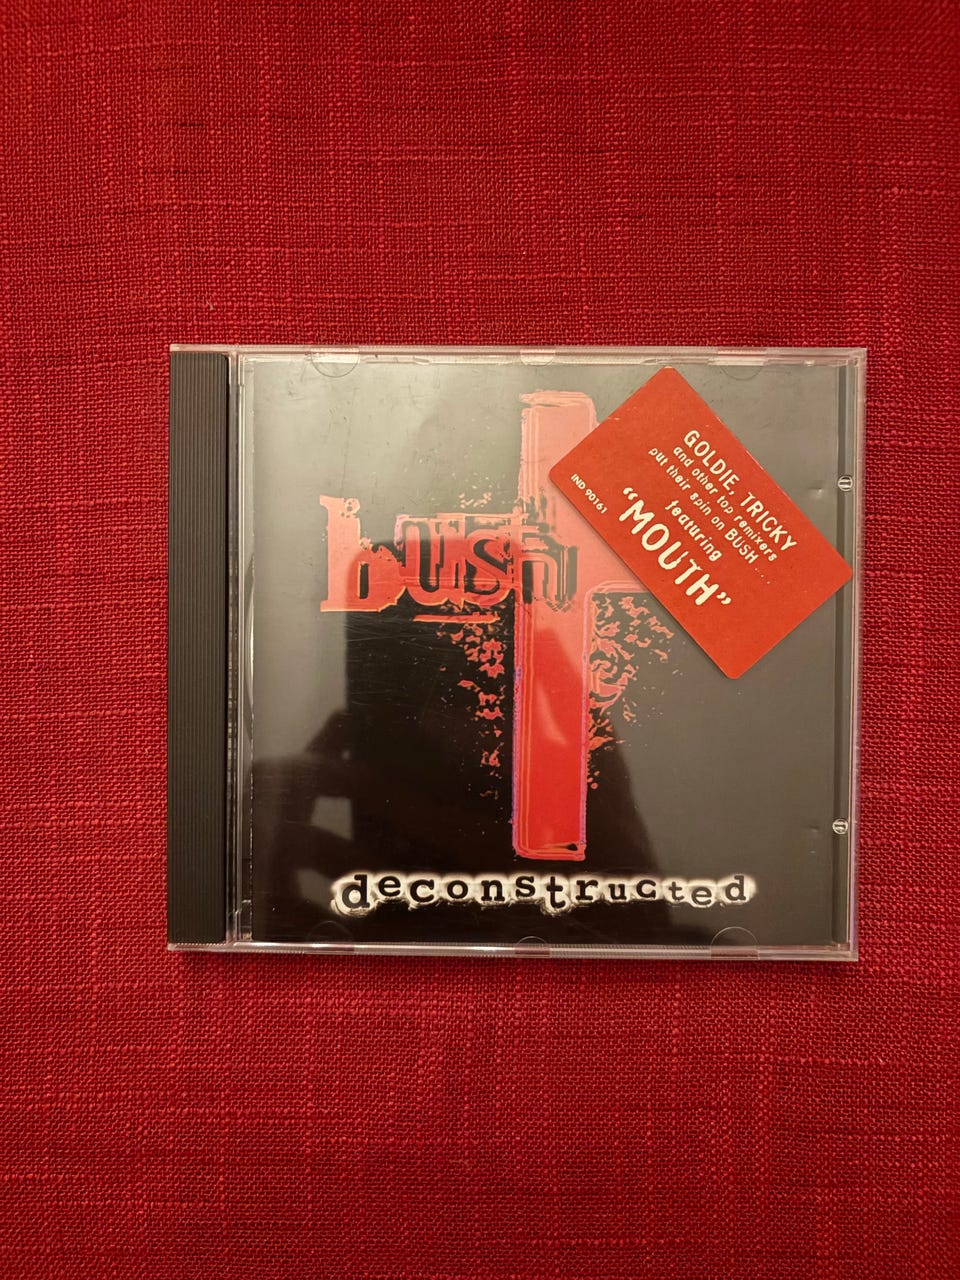 bush
GOLDIE, TRICKY
and other top remixers
put their spin on BUSH...
featuring
“MOUTH”
IND 90161
deconstructed